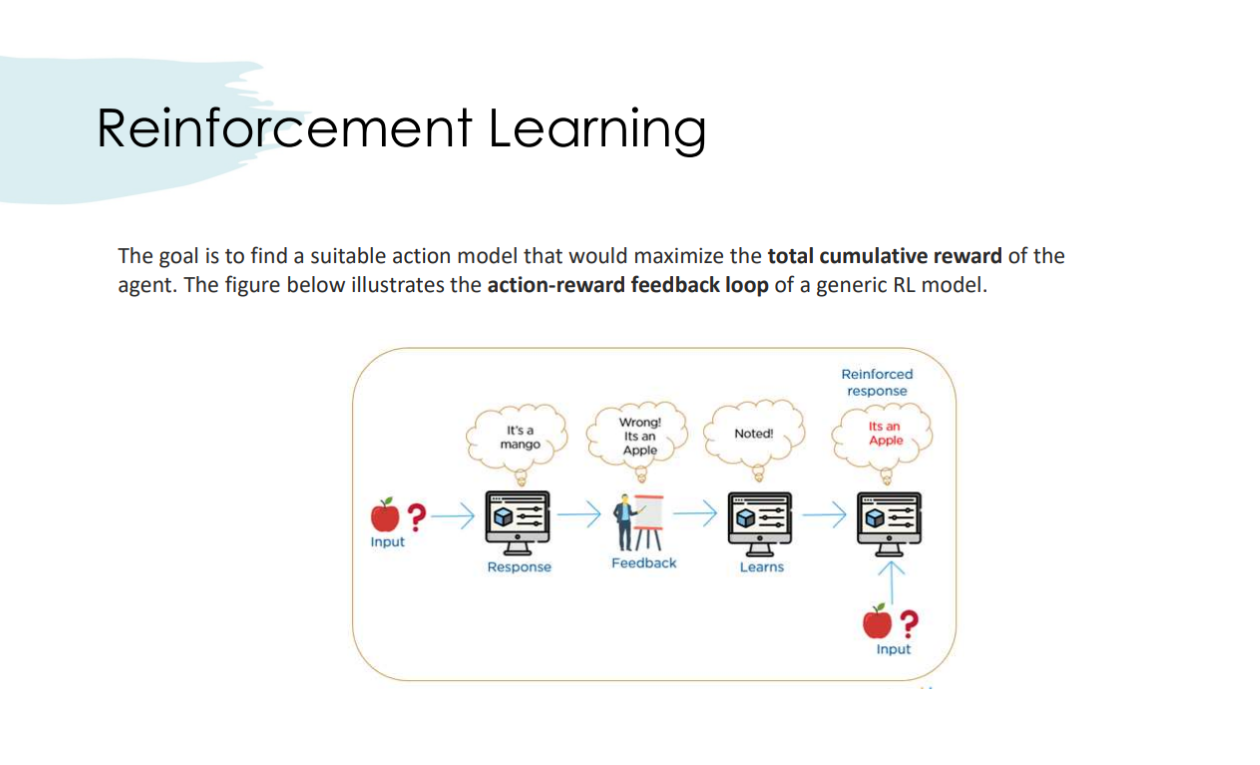 Reinforcement Learning
The goal is to find a suitable action model that would maximize the total cumulative reward of the
agent. The figure below illustrates the action-reward feedback loop of a generic RL model.
Reinforced
response
It's a
mango
Wrong!
Its an
Apple
Noted!
Its an
Apple
?
Input
Response
Feedback
Learns
?
Input